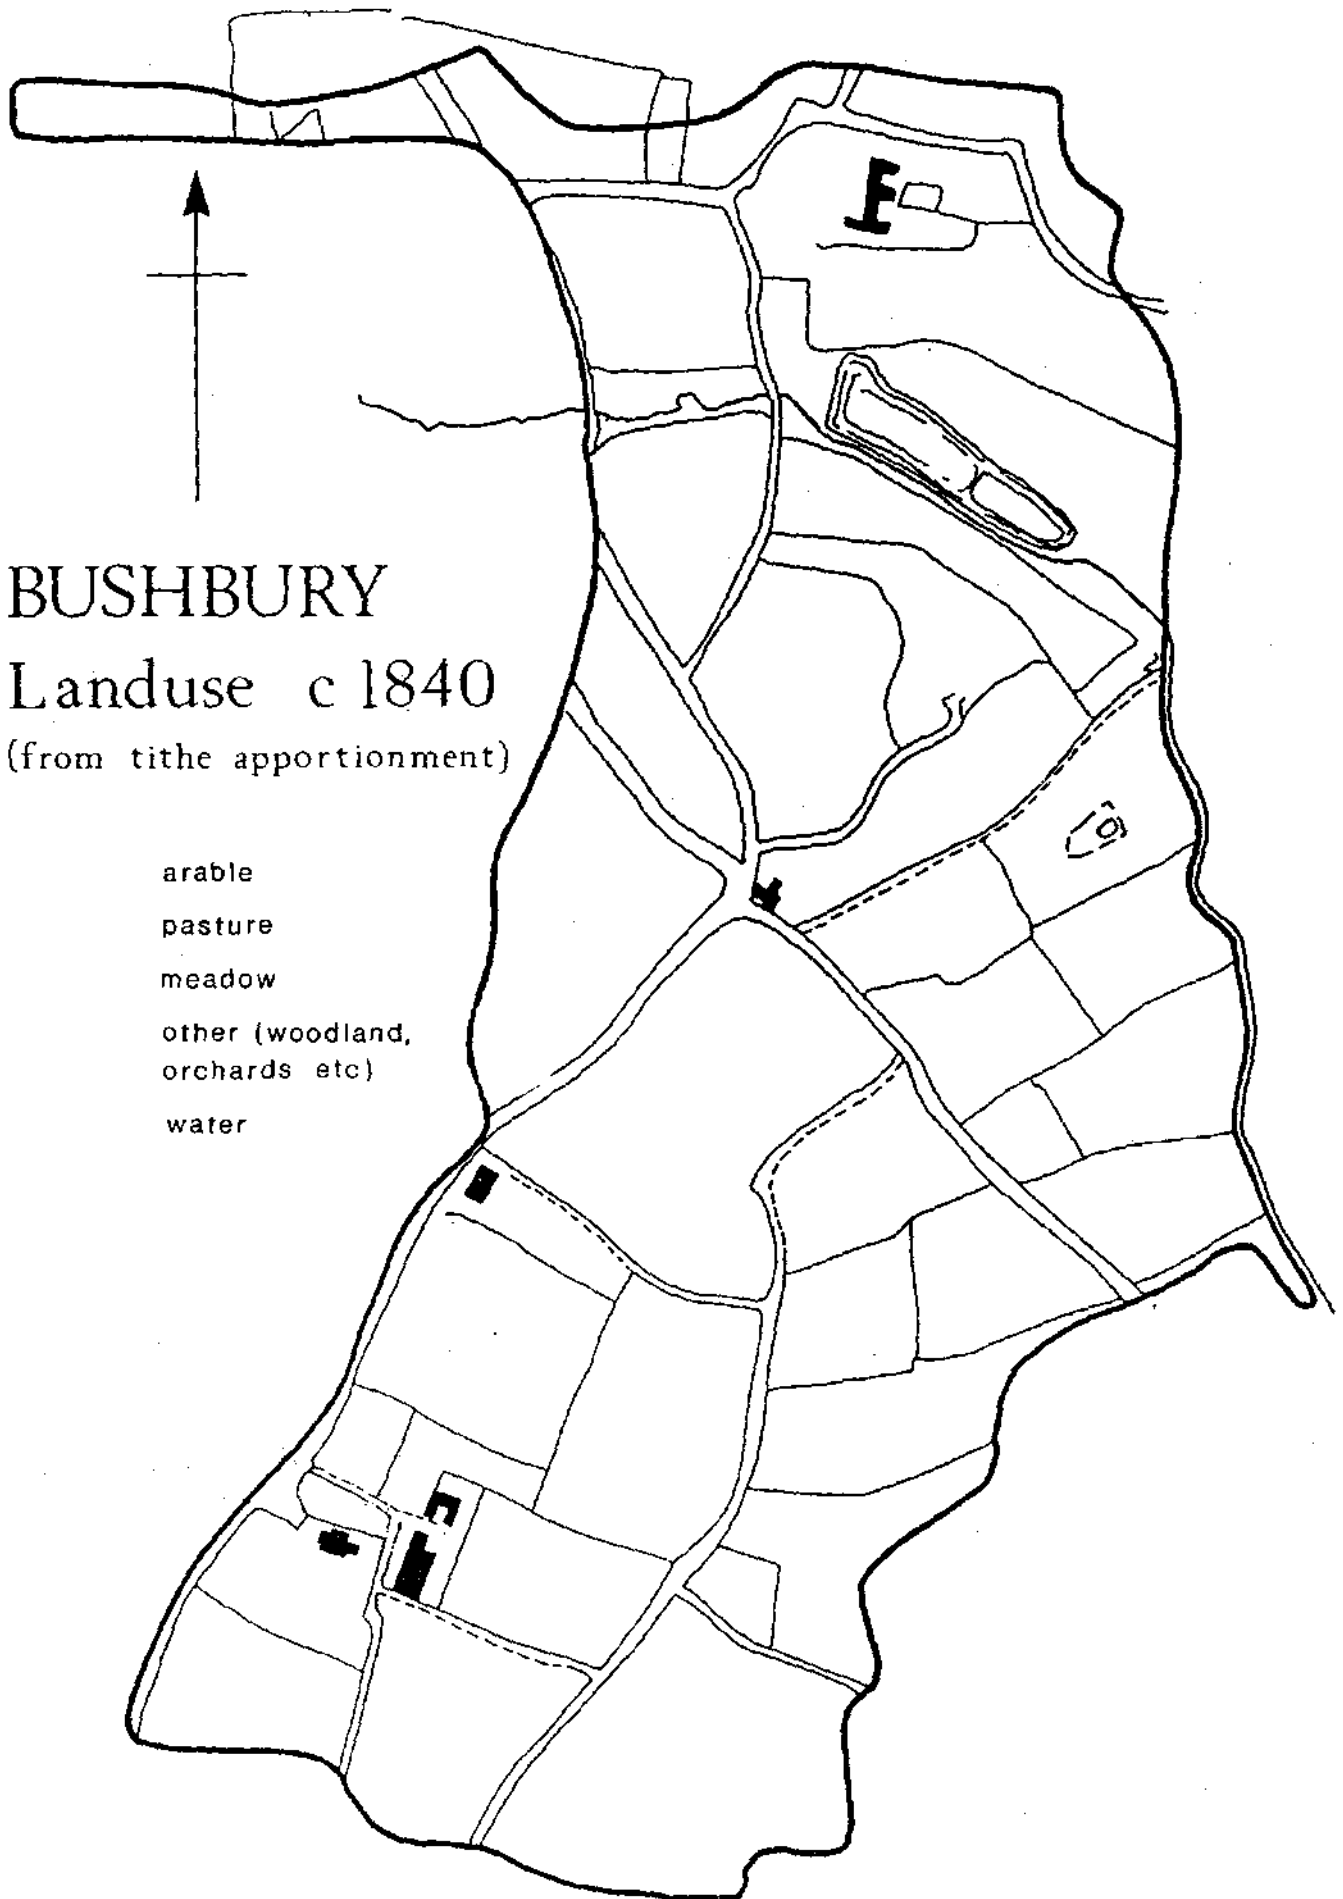 BUSHBURY
Landuse c 1840
(from tithe apportionment)
arable
pasture
meadow
other (woodland,
orchards etc)
water